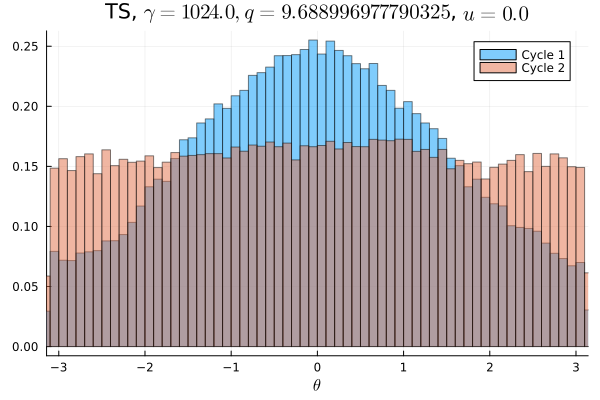 TS, γ = 1024.0, q = 9.688996977790325, u = 0.0
0.25
0.20
0.15
0.10
0.05
0.00
Cycle 1
Cycle 2
−3 −2 −1 0 1 2 3
θ